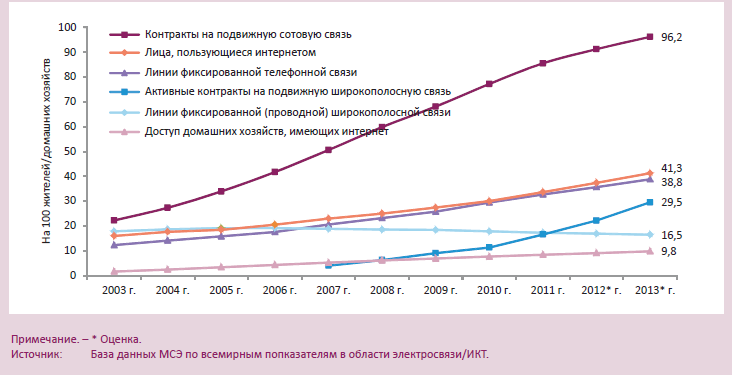 На 100 жителей/домашних хозяйств
100
90
80
70
60
50
40
30
20
10
0
Контракты на подвижную сотовую связь
Лица, пользующиеся интернетом
Линии фиксированной телефонной связи
Активные контракты на подвижную широкополосную связь
Линии фиксированной (проводной) широкополосной связи
Доступ домашних хозяйств, имеющих интернет
96,2
41,3
38,8
29,5
16,5
9,8
2003 г. 2004 г. 2005 г. 2006 г. 2007 г. 2008 г. 2009 г. 2010 г. 2011 г. 2012* г. 2013* г.
Примечание. – * Оценка.
Источник: База данных МСЭ по всемирным попказателям в области электросвязи/ИКТ.